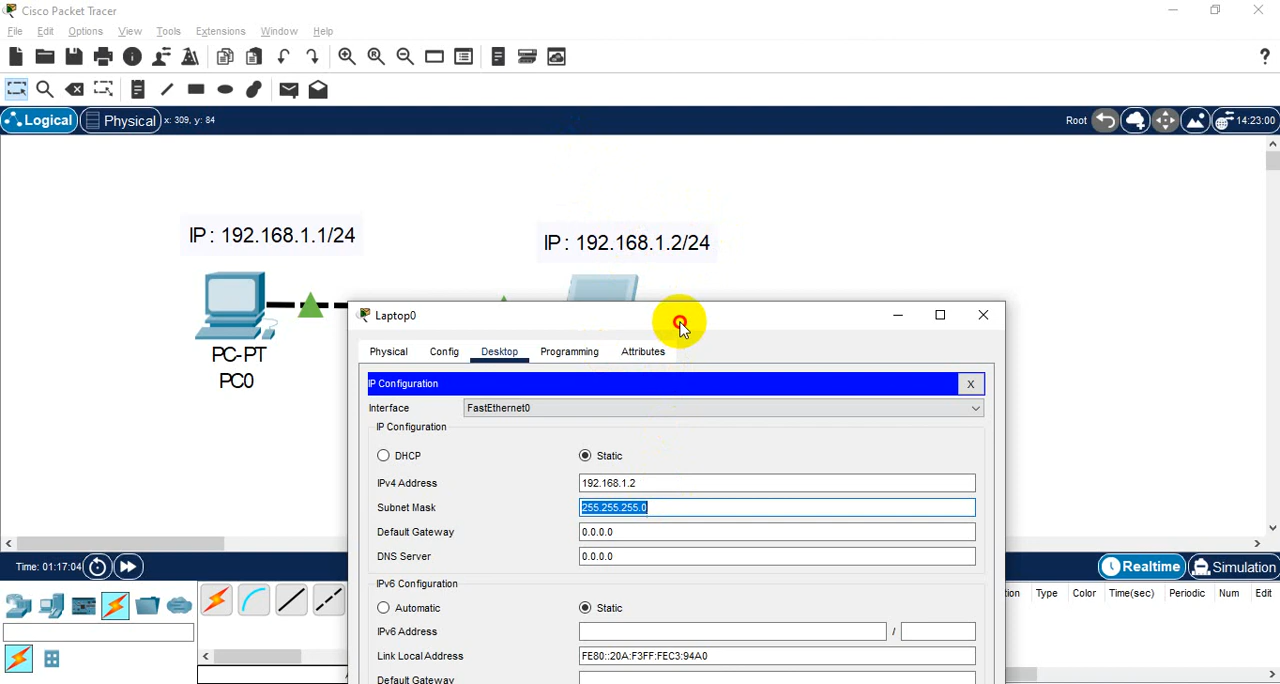 Cisco Packet Tracer
File Edit Options View Tools Extensions Window Help
?
Logical Physical x: 309, y: 84 Root 14:23:00
IP: 192.168.1.1/24
IP: 192.168.1.2/24
PC-PT
PC0
Laptop0
Physical Config Desktop Programming Attributes
IP Configuration X
Interface FastEthernet0
IP Configuration
DHCP Static
IPv4 Address 192.168.1.2
Subnet Mask 255.255.255.0
Default Gateway 0.0.0.0
DNS Server 0.0.0.0
IPv6 Configuration
Automatic Static
IPv6 Address /
Link Local Address FE80::20A:F3FF:FEC3:94A0
Default Gateway
Time: 01:17:04 Realtime Simulation
tion Type Color Time(sec) Periodic Num Edit